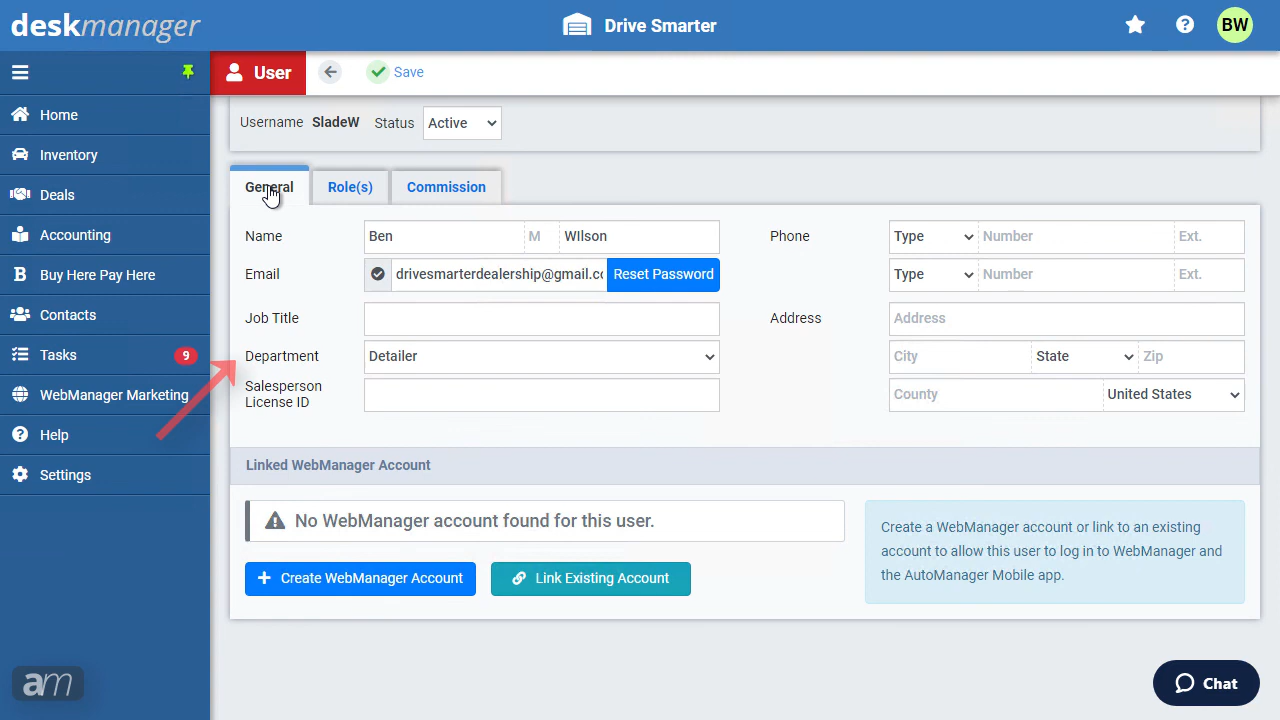 deskmanager
Drive Smarter
BW
User
Save
Home
Inventory
Deals
Accounting
Buy Here Pay Here
Contacts
Tasks 9
WebManager Marketing
Help
Settings
am
Username SladeW Status Active
General Role(s) Commission
Name Ben M WIlson
Email drivesmarterdealership@gmail.co Reset Password
Job Title
Department Detailer
Salesperson
License ID
Phone Type Number Ext.
Type Number Ext.
Address Address
City State Zip
County United States
Linked WebManager Account
No WebManager account found for this user.
Create WebManager Account Link Existing Account
Create a WebManager account or link to an existing
account to allow this user to log in to WebManager and
the AutoManager Mobile app.
Chat